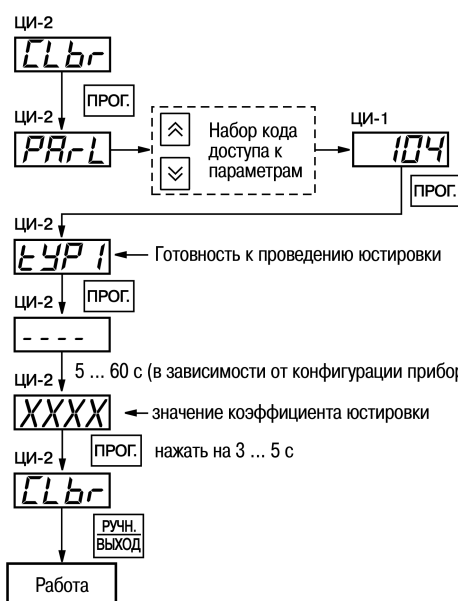 ЦИ-2
CLbr
ПРОГ.
ЦИ-2
PArL
Набор кода
доступа к
параметрам
ЦИ-1
104
ПРОГ.
ЦИ-2
tYP1
Готовность к проведению юстировки
ПРОГ.
ЦИ-2
----
5 ... 60 с (в зависимости от конфигурации прибор
ЦИ-2
XXXX
значение коэффициента юстировки
ПРОГ.
нажать на 3 ... 5 с
ЦИ-2
CLbr
РУЧН.
ВЫХОД
Работа